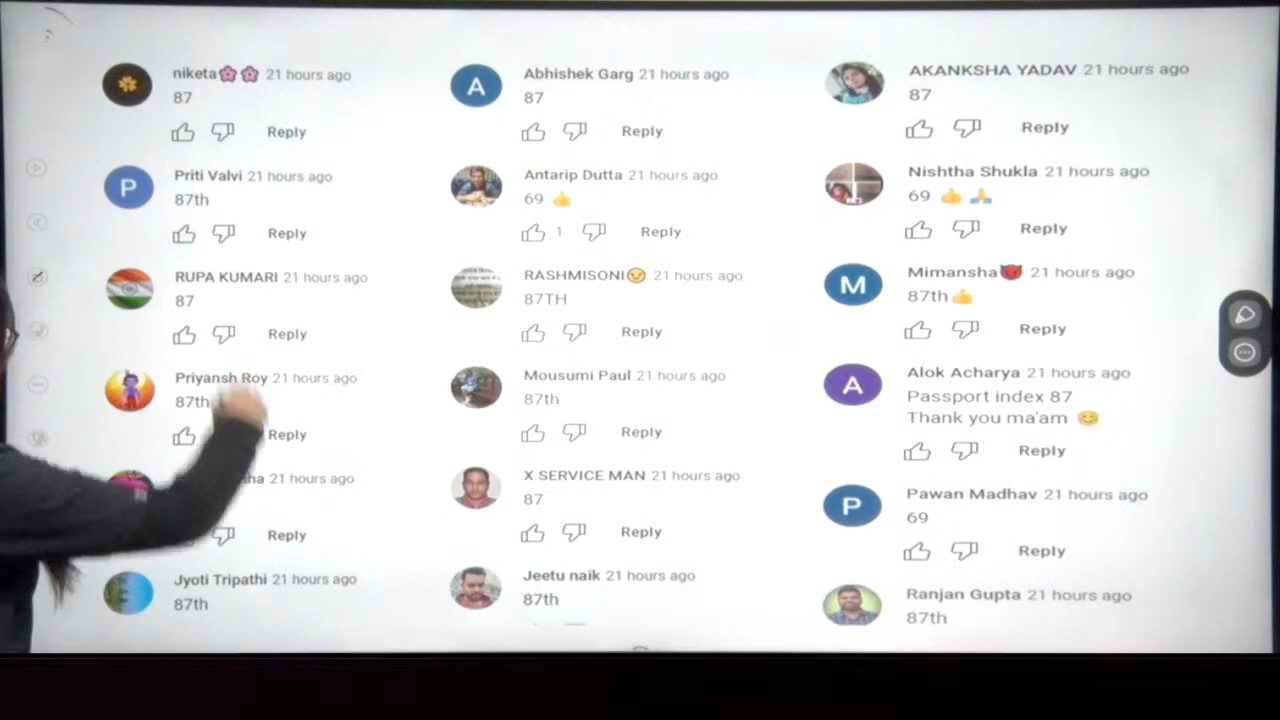 niketa🌸🌸 21 hours ago
87
Reply
Priti Valvi 21 hours ago
87th
Reply
RUPA KUMARI 21 hours ago
87
Reply
Priyansh Roy 21 hours ago
87th
Reply
21 hours ago
Reply
Jyoti Tripathi 21 hours ago
87th
Abhishek Garg 21 hours ago
87
Reply
Antarip Dutta 21 hours ago
69 👍
1 Reply
RASHMISONI 21 hours ago
87TH
Reply
Mousumi Paul 21 hours ago
87th
Reply
X SERVICE MAN 21 hours ago
87
Reply
Jeetu naik 21 hours ago
87th
AKANKSHA YADAV 21 hours ago
87
Reply
Nishtha Shukla 21 hours ago
69 👍🙏
Reply
Mimansha 21 hours ago
87th👍
Reply
Alok Acharya 21 hours ago
Passport index 87
Thank you ma'am 😊
Reply
Pawan Madhav 21 hours ago
69
Reply
Ranjan Gupta 21 hours ago
87th
P
A
M
A
P